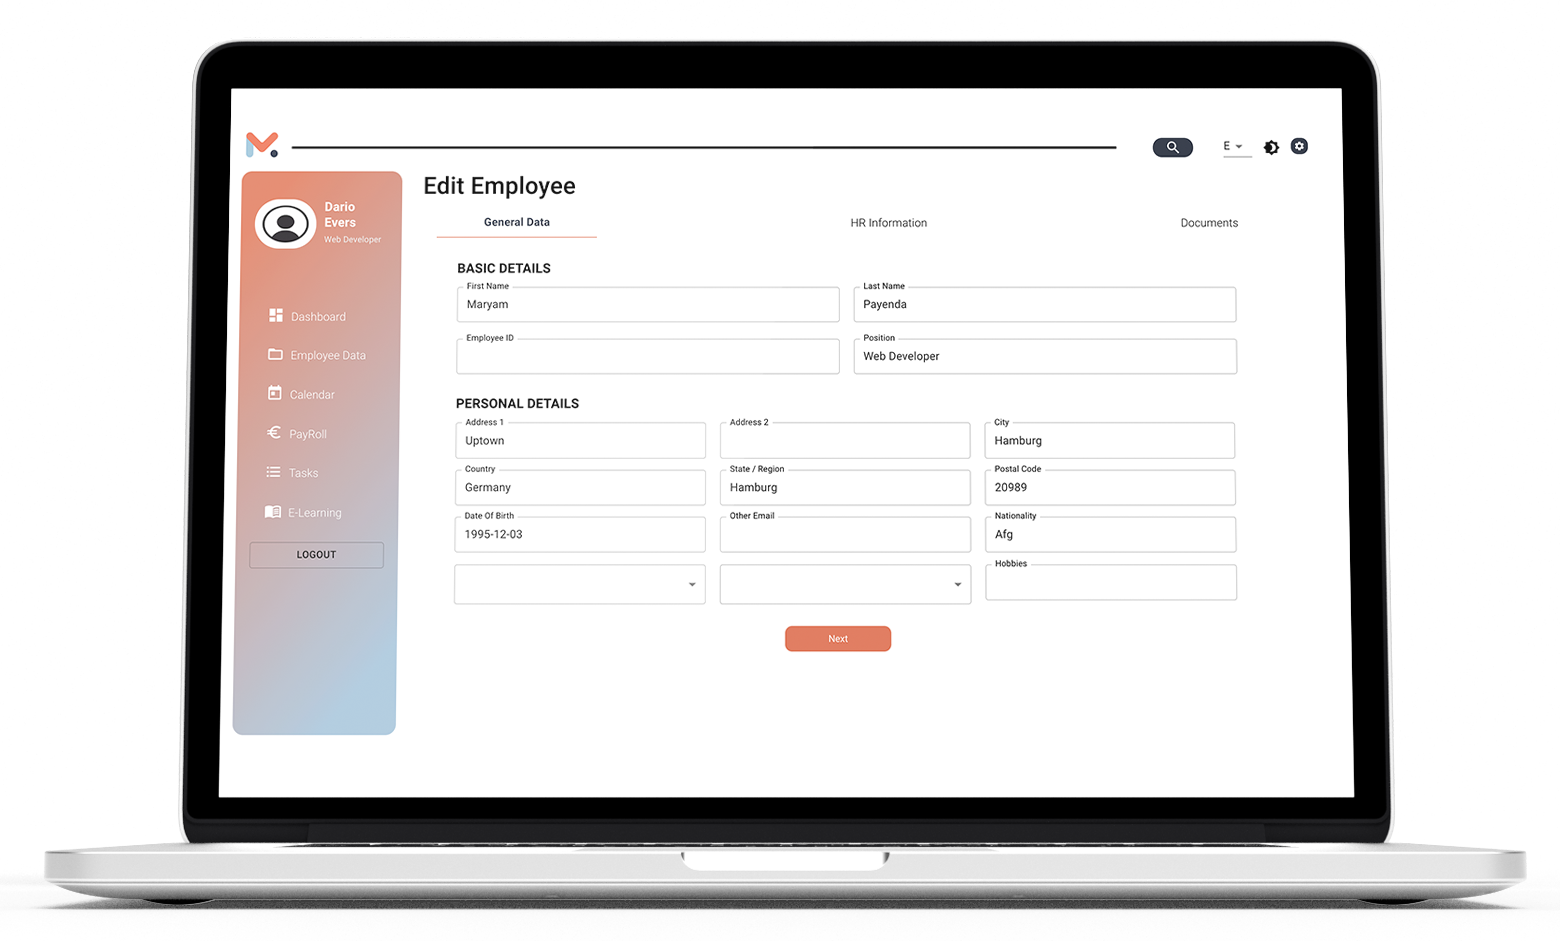 E
Dario
Evers
Web Developer
Dashboard
Employee Data
Calendar
PayRoll
Tasks
E-Learning
LOGOUT
Edit Employee
General Data
HR Information
Documents
BASIC DETAILS
First Name
Maryam
Last Name
Payenda
Employee ID
Position
Web Developer
PERSONAL DETAILS
Address 1
Uptown
Address 2
City
Hamburg
Country
Germany
State / Region
Hamburg
Postal Code
20989
Date Of Birth
1995-12-03
Other Email
Nationality
Afg
Hobbies
Next